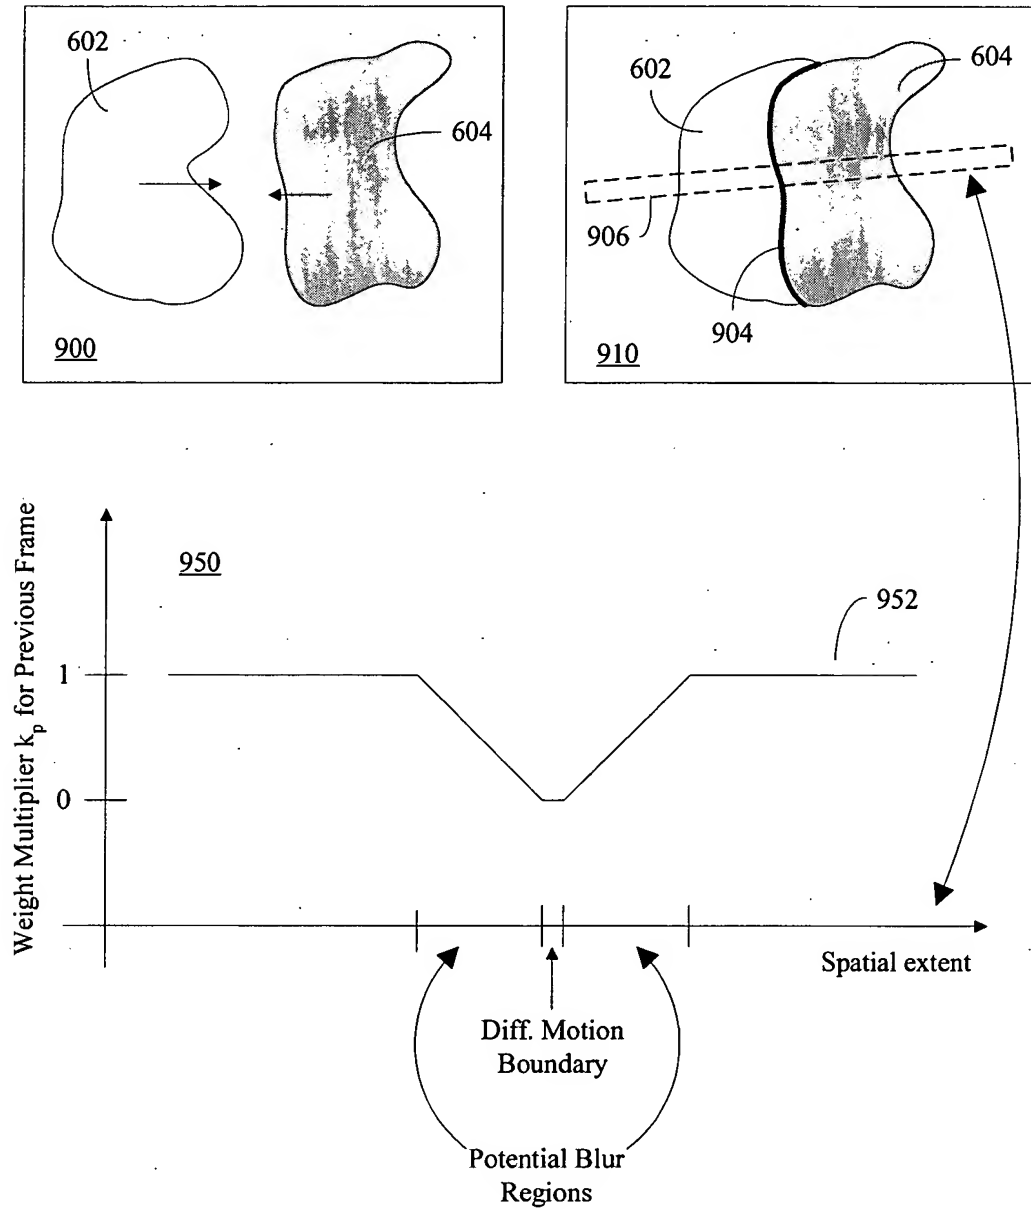 602
604
900
602
604
906
904
910
Weight Multiplier kp for Previous Frame
950
952
1
0
Spatial extent
Diff. Motion
Boundary
Potential Blur
Regions